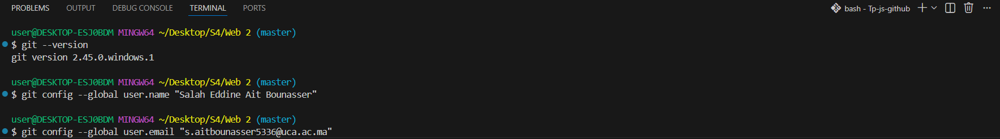 PROBLEMS OUTPUT DEBUG CONSOLE TERMINAL PORTS bash - Tp-js-github
user@DESKTOP-ESJ0BDM MINGW64 ~/Desktop/S4/Web 2 (master)
$ git --version
git version 2.45.0.windows.1
user@DESKTOP-ESJ0BDM MINGW64 ~/Desktop/S4/Web 2 (master)
$ git config --global user.name "Salah Eddine Ait Bounasser"
user@DESKTOP-ESJ0BDM MINGW64 ~/Desktop/S4/Web 2 (master)
$ git config --global user.email "s.aitbounasser5336@uca.ac.ma"